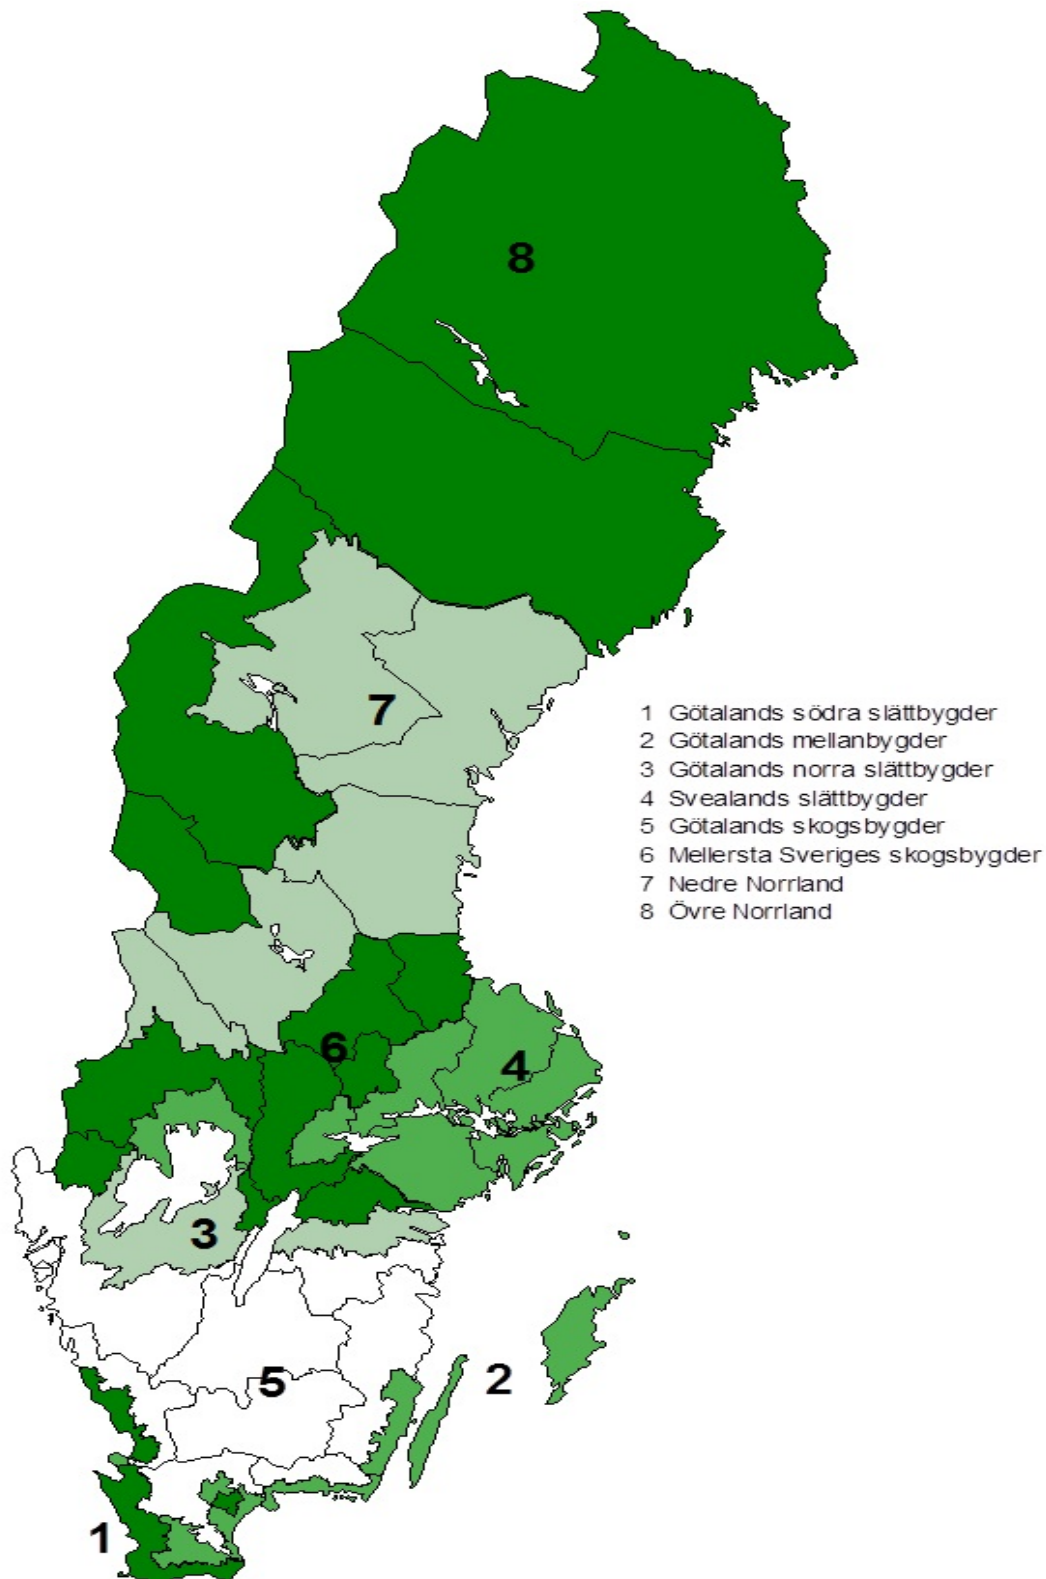 8
7
1 Götalands södra slättbygder
2 Götalands mellanbygder
3 Götalands norra slättbygder
4 Svealands slättbygder
5 Götalands skogsbygder
6 Mellersta Sveriges skogsbygder
7 Nedre Norrland
8 Övre Norrland
6
4
3
5
2
1